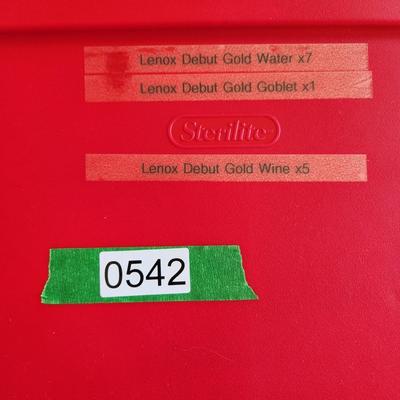 Lenox Debut Gold Water x7
Lenox Debut Gold Goblet x1
Sterilite
Lenox Debut Gold Wine x5
0542